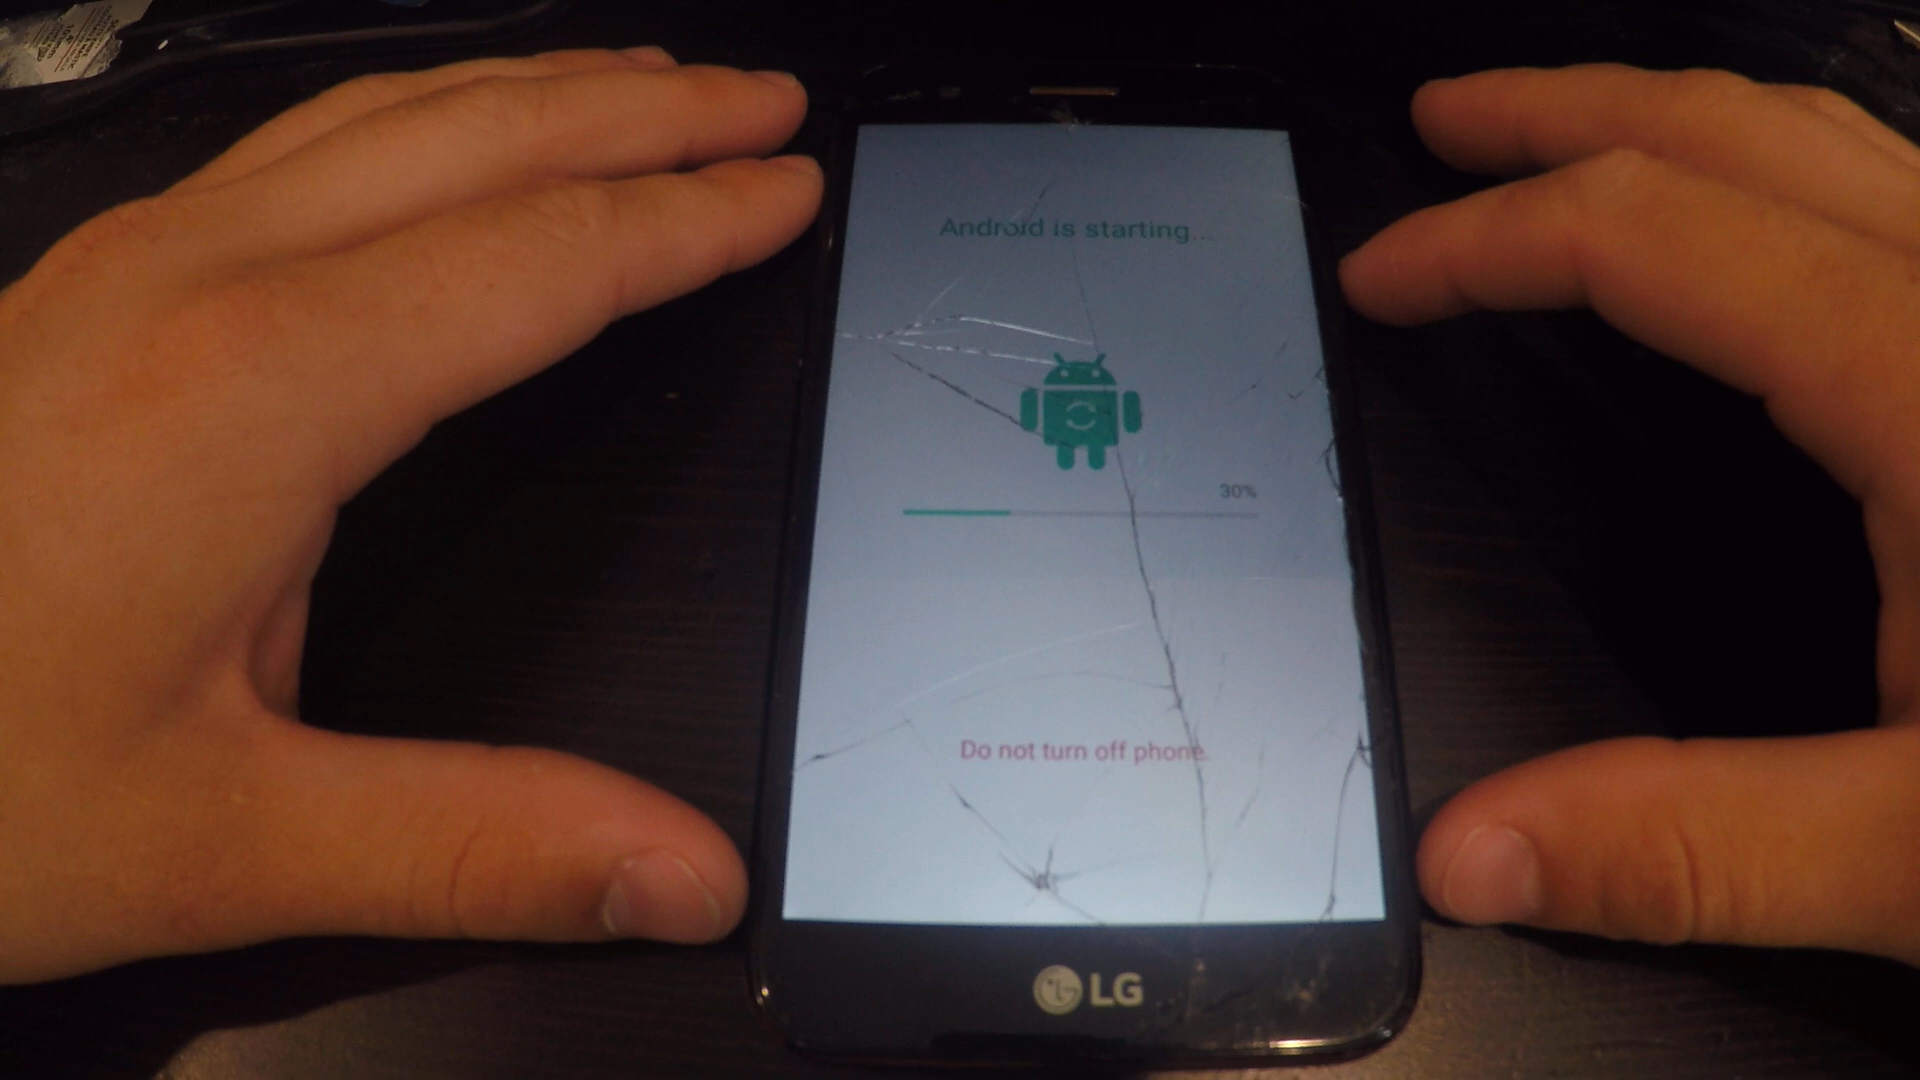 Android is starting...
30%
Do not turn off phone.
LG